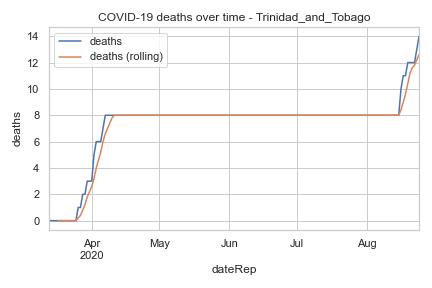 COVID-19 deaths over time - Trinidad_and_Tobago
deaths
deaths (rolling)
14
12
10
8
6
4
2
0
deaths
Apr
2020
May
Jun
Jul
Aug
dateRep